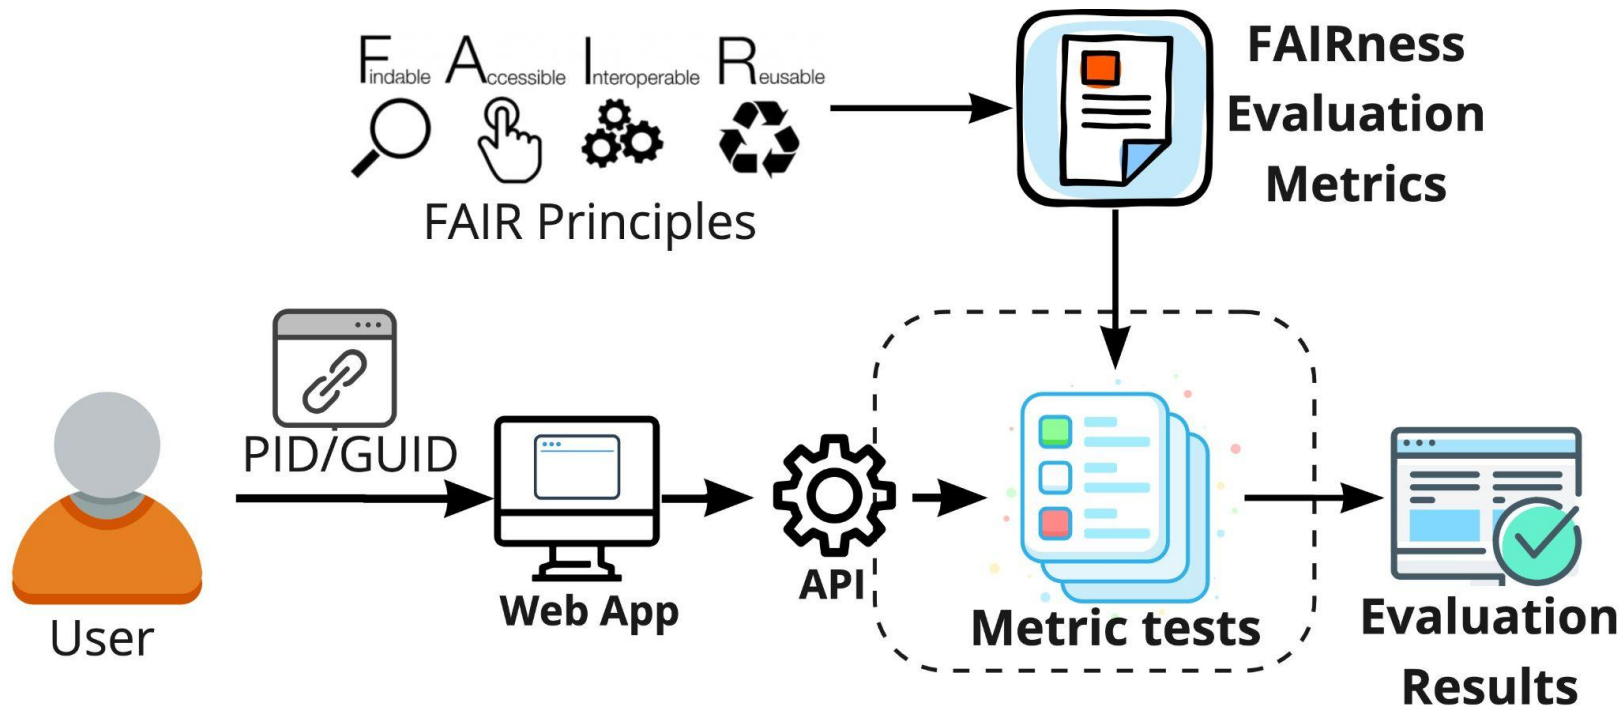 Findable Accessible Interoperable Reusable
FAIR Principles
FAIRness
Evaluation
Metrics
PID/GUID
User
Web App
API
Metric tests
Evaluation
Results